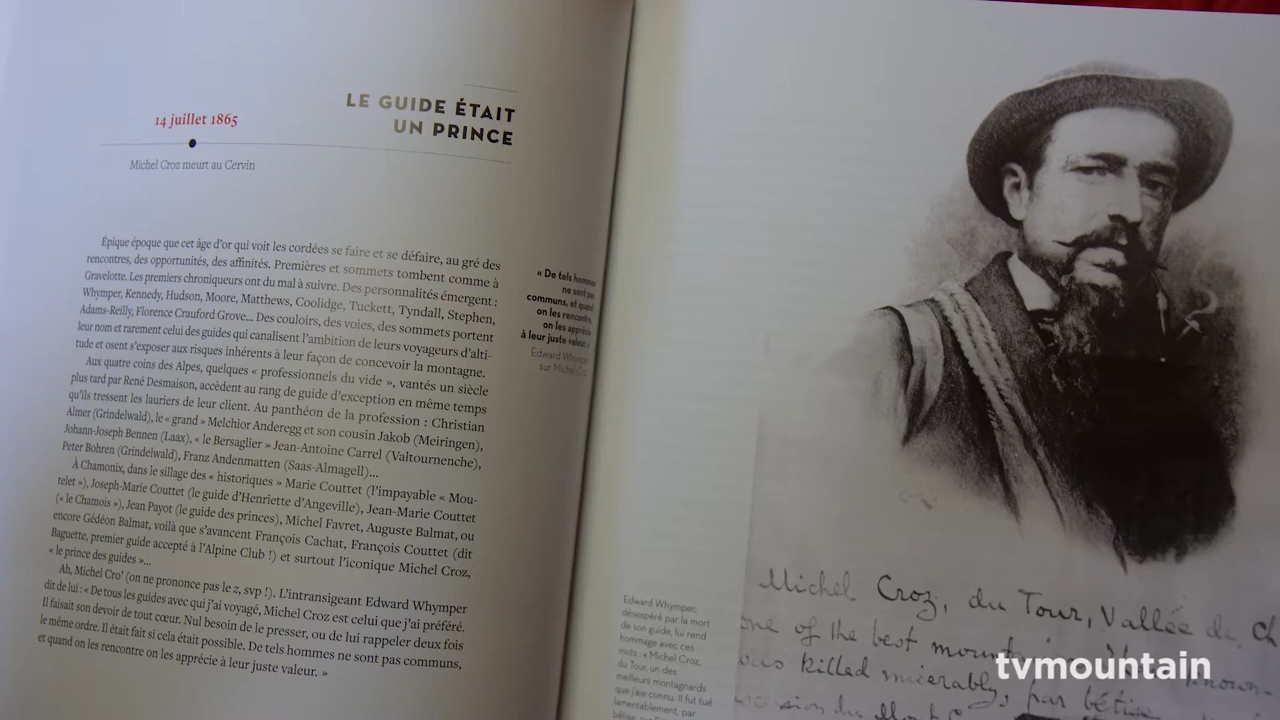 LE GUIDE ÉTAIT
UN PRINCE
14 juillet 1865
Michel Croz meurt au Cervin
Épique époque que cet âge d'or qui voit les cordées se faire et se défaire, au gré des
rencontres, des opportunités, des affinités. Premières et sommets tombent comme à
Gravelotte. Les premiers chroniqueurs ont du mal à suivre. Des personnalités émergent :
Whymper, Kennedy, Hudson, Moore, Matthews, Coolidge, Tuckett, Tyndall, Stephen,
Adams-Reilly, Florence Crauford Grove... Des couloirs, des voies, des sommets portent
leur nom et rarement celui des guides qui canalisent l'ambition de leurs voyageurs d'alti-
tude et osent s'exposer aux risques inhérents à leur façon de concevoir la montagne.
Aux quatre coins des Alpes, quelques « professionnels du vide », vantés un siècle
plus tard par René Desmaison, accèdent au rang de guide d'exception en même temps
qu'ils tressent les lauriers de leur client. Au panthéon de la profession : Christian
Almer (Grindelwald), le « grand » Melchior Anderegg et son cousin Jakob (Meiringen),
Johann-Joseph Bennen (Laax), « le Bersaglier » Jean-Antoine Carrel (Valtournenche),
Peter Bohren (Grindelwald), Franz Andenmatten (Saas-Almagell)...
À Chamonix, dans le sillage des « historiques » Marie Couttet (l'impayable « Mou-
telet »), Joseph-Marie Couttet (le guide d'Henriette d'Angeville), Jean-Marie Couttet
(« le Chamois »), Jean Payot (le guide des princes), Michel Favret, Auguste Balmat, ou
encore Gédéon Balmat, voilà que s'avancent François Cachat, François Couttet (dit
Baguette, premier guide accepté à l'Alpine Club !) et surtout l'iconique Michel Croz,
« le prince des guides »...
Ah, Michel Cro' (on ne prononce pas le z, svp !). L'intransigeant Edward Whymper
dit de lui : « De tous les guides avec qui j'ai voyagé, Michel Croz est celui que j'ai préféré.
Il faisait son devoir de tout cœur. Nul besoin de le presser, ou de lui rappeler deux fois
le même ordre. Il était fait si cela était possible. De tels hommes ne sont pas communs,
et quand on les rencontre on les apprécie à leur juste valeur. »
« De tels hommes
ne sont pas
communs, et quand
on les rencontre,
on les apprécie
à leur juste valeur. »
Edward Whymper
sur Michel Croz
Edward Whymper,
désespéré par la mort
de son guide, lui rend
hommage avec ces
mots : « Michel Croz,
du Tour, un des
meilleurs montagnards
que j'aie connu. Il fut tué
lamentablement, par
Michel Croz, du Tour, Vallée de Ch
one of the best
was killed miserably, par bêtise
tvmountain